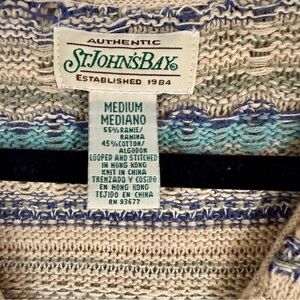 AUTHENTIC
ST.JOHN'S BAY®
ESTABLISHED 1984
MEDIUM
MEDIANO
55% RAMIE/
RAMINA
45% COTTON/
ALGODON
LOOPED AND STITCHED
IN HONG KONG
KNIT IN CHINA
TRENZADO Y COSIDO
EN HONG KONG
TEJIDO EN CHINA
RN 93677